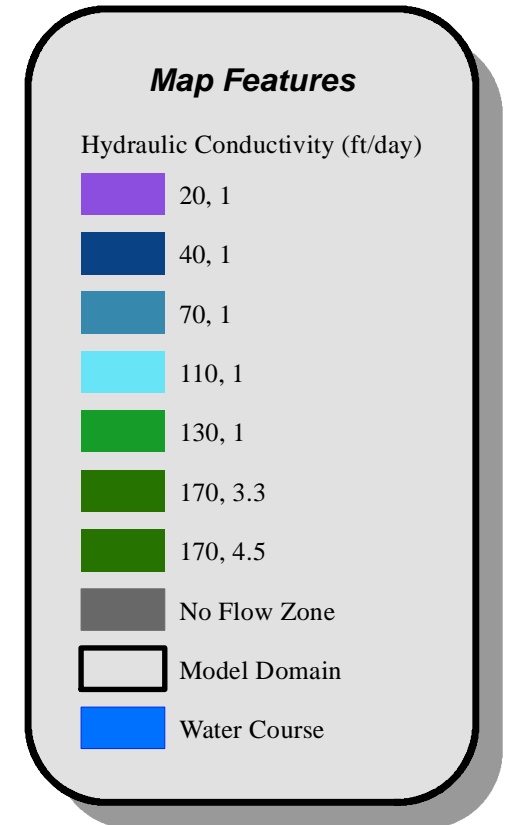 Map Features
Hydraulic Conductivity (ft/day)
20, 1
40, 1
70, 1
110, 1
130, 1
170, 3.3
170, 4.5
No Flow Zone
Model Domain
Water Course